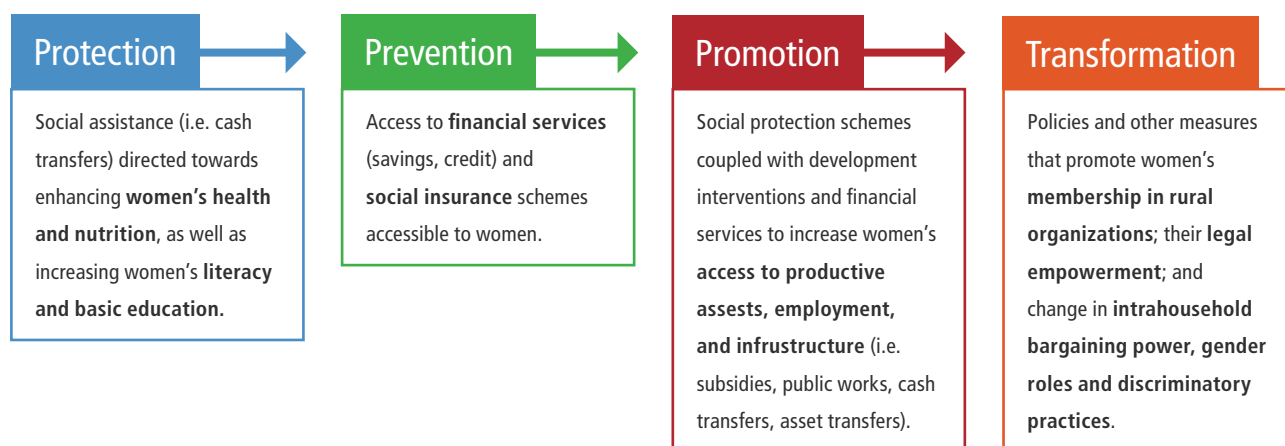 Protection
Social assistance (i.e. cash
transfers) directed towards
enhancing women's health
and nutrition, as well as
increasing women's literacy
and basic education.
Prevention
Access to financial services
(savings, credit) and
social insurance schemes
accessible to women.
Promotion
Social protection schemes
coupled with development
interventions and financial
services to increase women's
access to productive
assests, employment,
and infrustructure (i.e.
subsidies, public works, cash
transfers, asset transfers).
Transformation
Policies and other measures
that promote women's
membership in rural
organizations; their legal
empowerment; and
change in intrahousehold
bargaining power, gender
roles and discriminatory
practices.